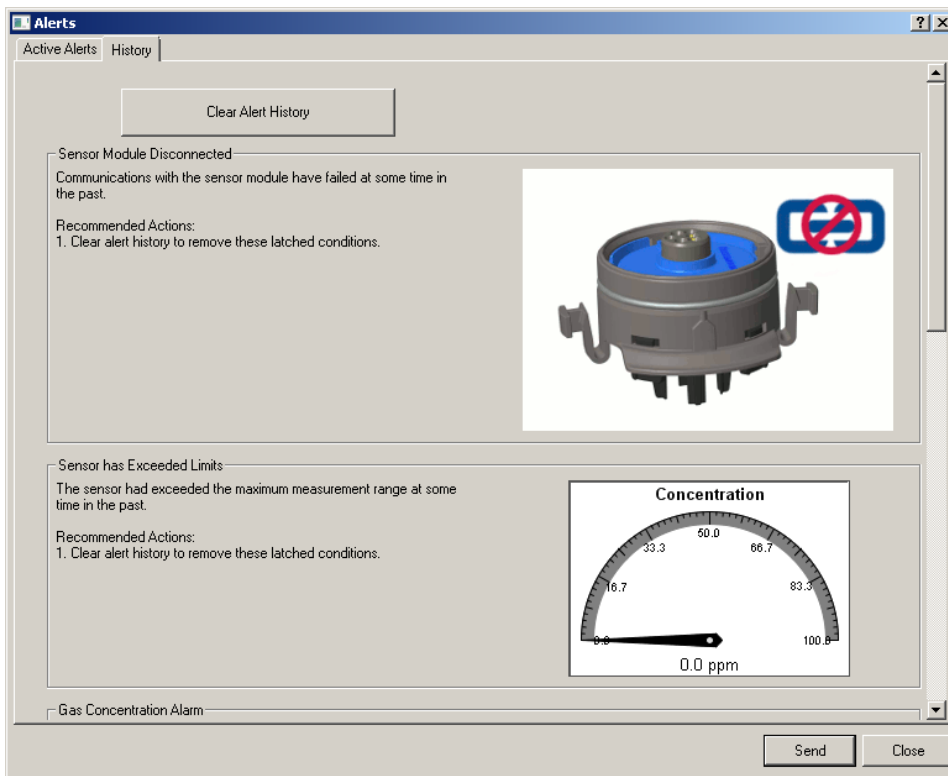 Alerts
Active Alerts
History
Clear Alert History
Sensor Module Disconnected
Communications with the sensor module have failed at some time in
the past.
Recommended Actions:
1. Clear alert history to remove these latched conditions.
Sensor has Exceeded Limits
The sensor had exceeded the maximum measurement range at some
time in the past.
Recommended Actions:
1. Clear alert history to remove these latched conditions.
Concentration
50.0
33.3
66.7
16.7
83.3
0.0
100.0
0.0 ppm
Gas Concentration Alarm
Send
Close